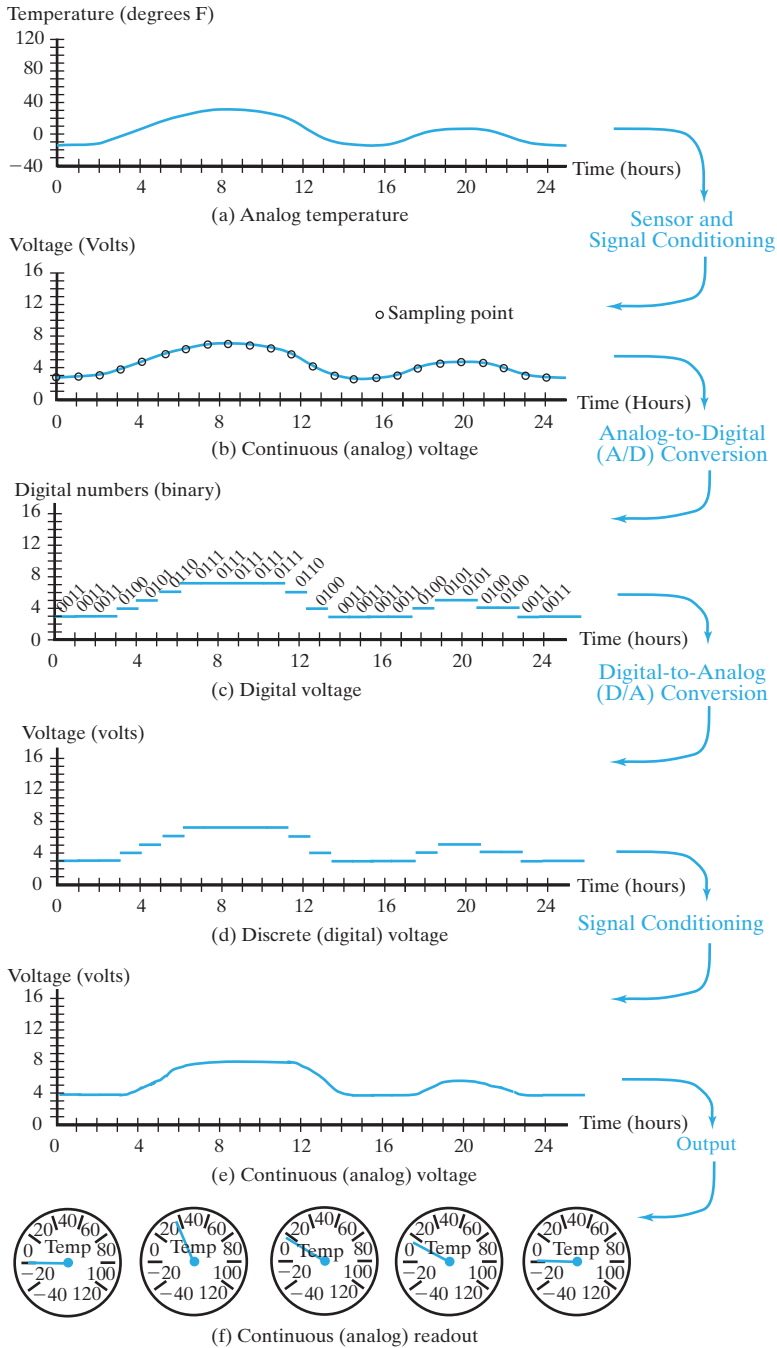 Temperature (degrees F)
120
80
40
0
−40
0 4 8 12 16 20 24
Time (hours)
(a) Analog temperature
Sensor and
Signal Conditioning
Voltage (Volts)
16
12
8
4
0
Sampling point
0 4 8 12 16 20 24
Time (Hours)
(b) Continuous (analog) voltage
Analog-to-Digital
(A/D) Conversion
Digital numbers (binary)
16
12
8
4
0
0011 0011 0011 0100 0101 0110 0111 0111 0111 0111 0111 0110 0100 0011 0011 0011 0011 0100 0101 0101 0100 0100 0011 0011
0 4 8 12 16 20 24
Time (hours)
(c) Digital voltage
Digital-to-Analog
(D/A) Conversion
Voltage (volts)
16
12
8
4
0
0 4 8 12 16 20 24
Time (hours)
(d) Discrete (digital) voltage
Signal Conditioning
Voltage (volts)
16
12
8
4
0
0 4 8 12 16 20 24
Time (hours)
(e) Continuous (analog) voltage
Output
−40 −20 0 20 40 60 80 100 120
Temp
−40 −20 0 20 40 60 80 100 120
Temp
−40 −20 0 20 40 60 80 100 120
Temp
−40 −20 0 20 40 60 80 100 120
Temp
−40 −20 0 20 40 60 80 100 120
Temp
(f) Continuous (analog) readout